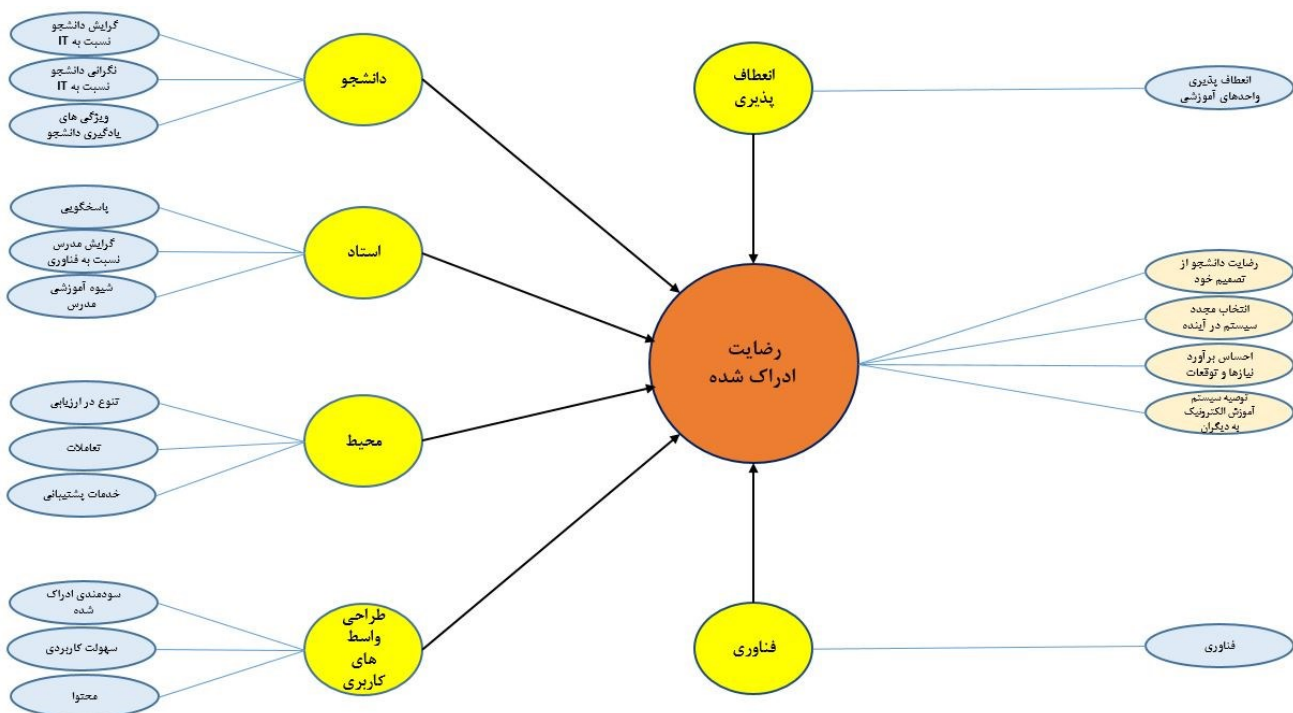 گرایش دانشجو
نسبت به IT
نگرانی دانشجو
نسبت به IT
ویژگی های
یادگیری دانشجو
دانشجو
پاسخگویی
گرایش مدرس
نسبت به فناوری
شیوه آموزشی
مدرس
استاد
تنوع در ارزیابی
تعاملات
خدمات پشتیبانی
محیط
سودمندی ادراک
شده
سهولت کاربردی
محتوا
طراحی
واسط
های
کاربری
انعطاف
پذیری
انعطاف پذیری
واحدهای آموزشی
رضایت
ادراک شده
رضایت دانشجو از
تصمیم خود
انتخاب مجدد
سیستم در آینده
احساس برآورد
نیازها و توقعات
توصیه سیستم
آموزش الکترونیک
به دیگران
فناوری
فناوری